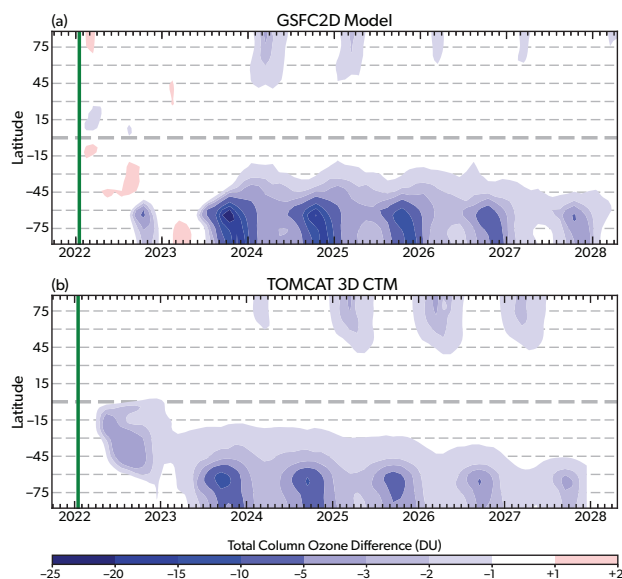 (a) GSFC2D Model
Latitude
75
45
15
-15
-45
-75
2022 2023 2024 2025 2026 2027 2028
(b) TOMCAT 3D CTM
Latitude
75
45
15
-15
-45
-75
2022 2023 2024 2025 2026 2027 2028
Total Column Ozone Difference (DU)
-25 -20 -15 -10 -5 -4 -3 -2 -1 +1 +2